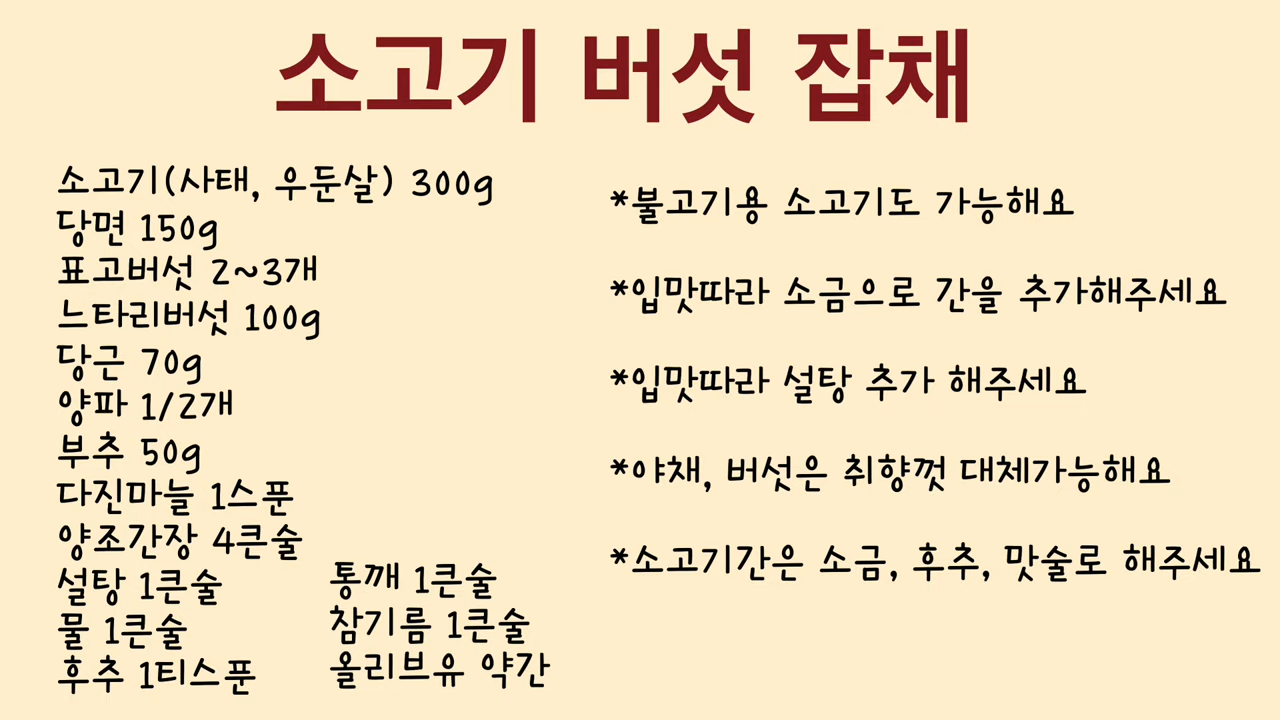 소고기 버섯 잡채
소고기(사태, 우둔살) 300g
당면 150g
표고버섯 2~3개
느타리버섯 100g
당근 70g
양파 1/2개
부추 50g
다진마늘 1스푼
양조간장 4큰술
설탕 1큰술
물 1큰술
후추 1티스푼
통깨 1큰술
참기름 1큰술
올리브유 약간
*불고기용 소고기도 가능해요
*입맛따라 소금으로 간을 추가해주세요
*입맛따라 설탕 추가 해주세요
*야채, 버섯은 취향껏 대체가능해요
*소고기간은 소금, 후추, 맛술로 해주세요